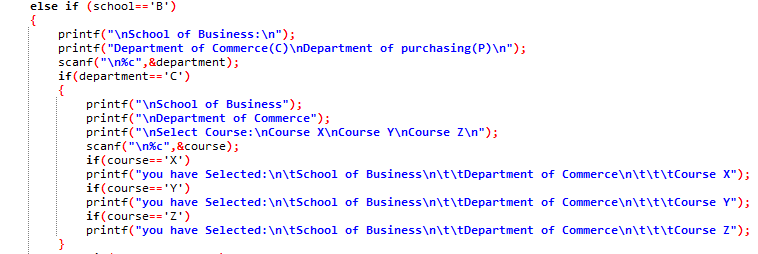 else if (school=='B')
{
printf("\nSchool of Business:\n");
printf("Department of Commerce(C)\nDepartment of purchasing(P)\n");
scanf("\n%c",&department);
if(department=='C')
{
printf("\nSchool of Business");
printf("\nDepartment of Commerce");
printf("\nSelect Course:\nCourse X\nCourse Y\nCourse Z\n");
scanf("\n%c",&course);
if(course=='X')
printf("you have Selected:\n\tSchool of Business\n\t\tDepartment of Commerce\n\t\t\tCourse X");
if(course=='Y')
printf("you have Selected:\n\tSchool of Business\n\t\tDepartment of Commerce\n\t\t\tCourse Y");
if(course=='Z')
printf("you have Selected:\n\tSchool of Business\n\t\tDepartment of Commerce\n\t\t\tCourse Z");
}